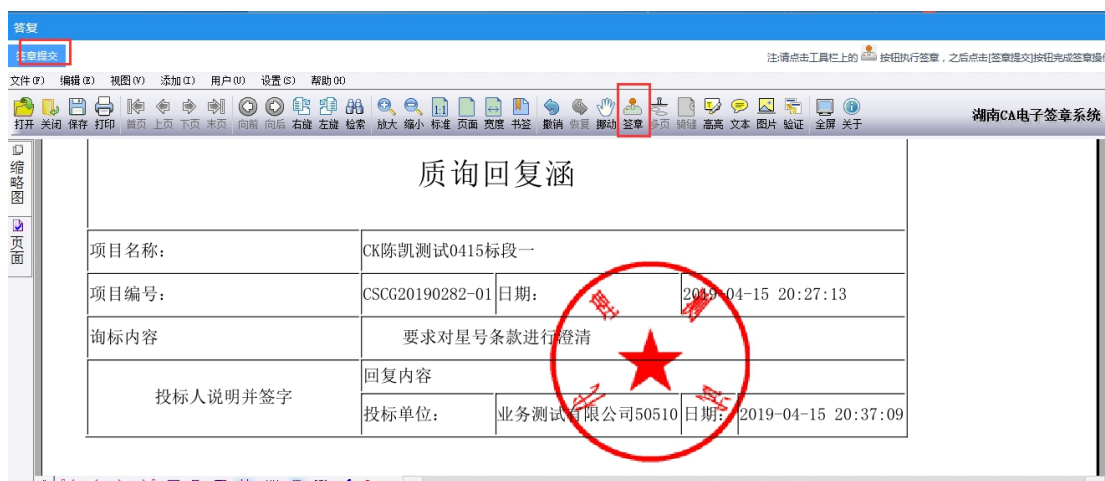 答复
签章提交
注:请点击工具栏上的 按钮执行签章，之后点击[签章提交]按钮完成签章操
文件(F) 编辑(E) 视图(V) 添加(I) 用户(U) 设置(S) 帮助(H)
打开 关闭 保存 打印 首页 上页 下页 末页 向前 向后 右旋 左旋 检索 放大 缩小 标准 页面 宽度 书签 撤销 恢复 挪动 签章 多页 骑缝 高亮 文本 图片 验证 全屏 关于 湖南CA电子签章系统
缩略图
页面
质询回复涵
项目名称: CK陈凯测试0415标段一
项目编号: CSCG20190282-01 日期: 2019-04-15 20:27:13
询标内容 要求对星号条款进行澄清
投标人说明并签字
回复内容
投标单位: 业务测试有限公司50510 日期: 2019-04-15 20:37:09